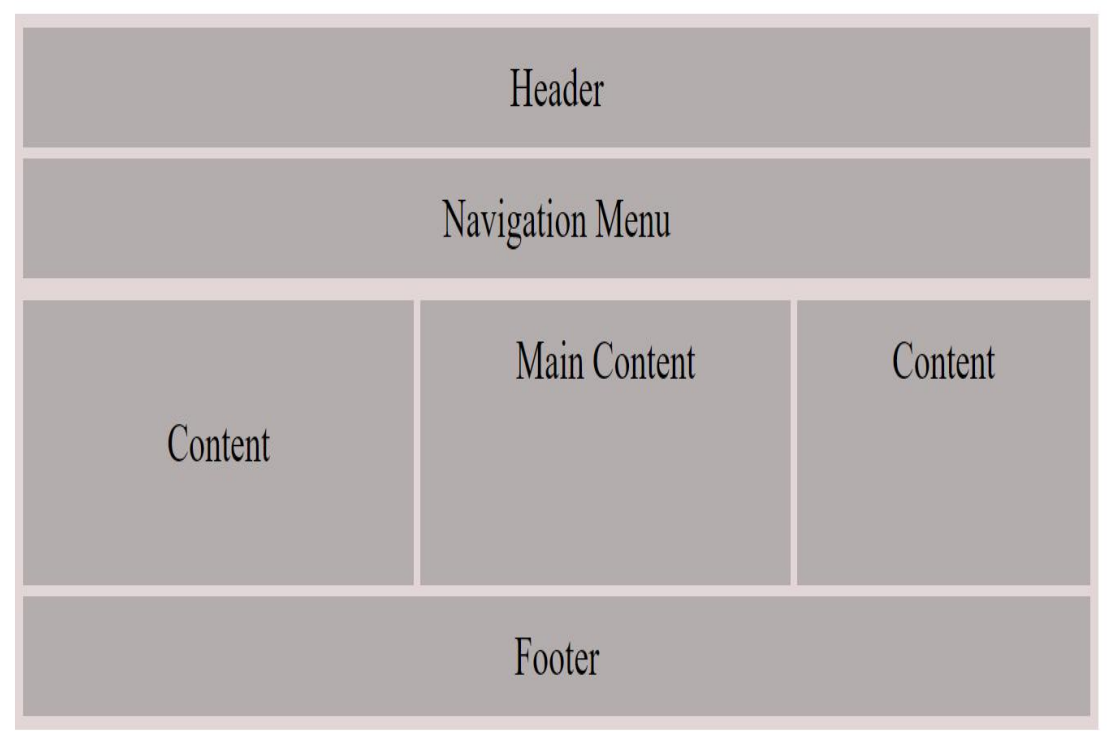 Header
Navigation Menu
Content
Main Content
Content
Footer